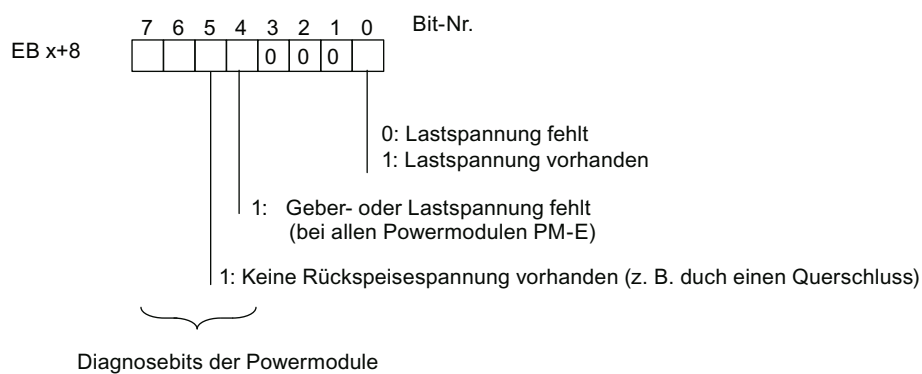 7 6 5 4 3 2 1 0 Bit-Nr.
EB x+8
0 0 0
0: Lastspannung fehlt
1: Lastspannung vorhanden
1: Geber- oder Lastspannung fehlt
(bei allen Powermodulen PM-E)
1: Keine Rückspeisespannung vorhanden (z. B. duch einen Querschluss)
Diagnosebits der Powermodule